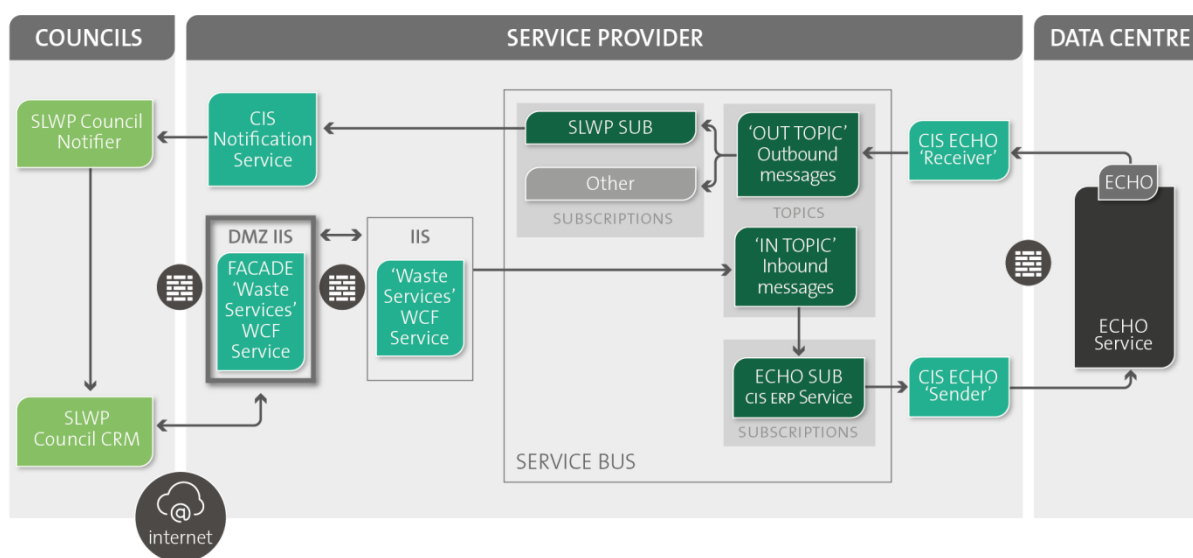 COUNCILS
SERVICE PROVIDER
DATA CENTRE
SLWP Council
Notifier
CIS
Notification
Service
SLWP SUB
Other
SUBSCRIPTIONS
‘OUT TOPIC’
Outbound
messages
TOPICS
CIS ECHO
‘Receiver’
ECHO
DMZ IIS
FACADE
‘Waste
Services’
WCF
Service
IIS
‘Waste
Services’
WCF
Service
‘IN TOPIC’
Inbound
messages
ECHO
Service
ECHO SUB
CIS ERP Service
SUBSCRIPTIONS
CIS ECHO
‘Sender’
SLWP
Council CRM
SERVICE BUS
@
internet